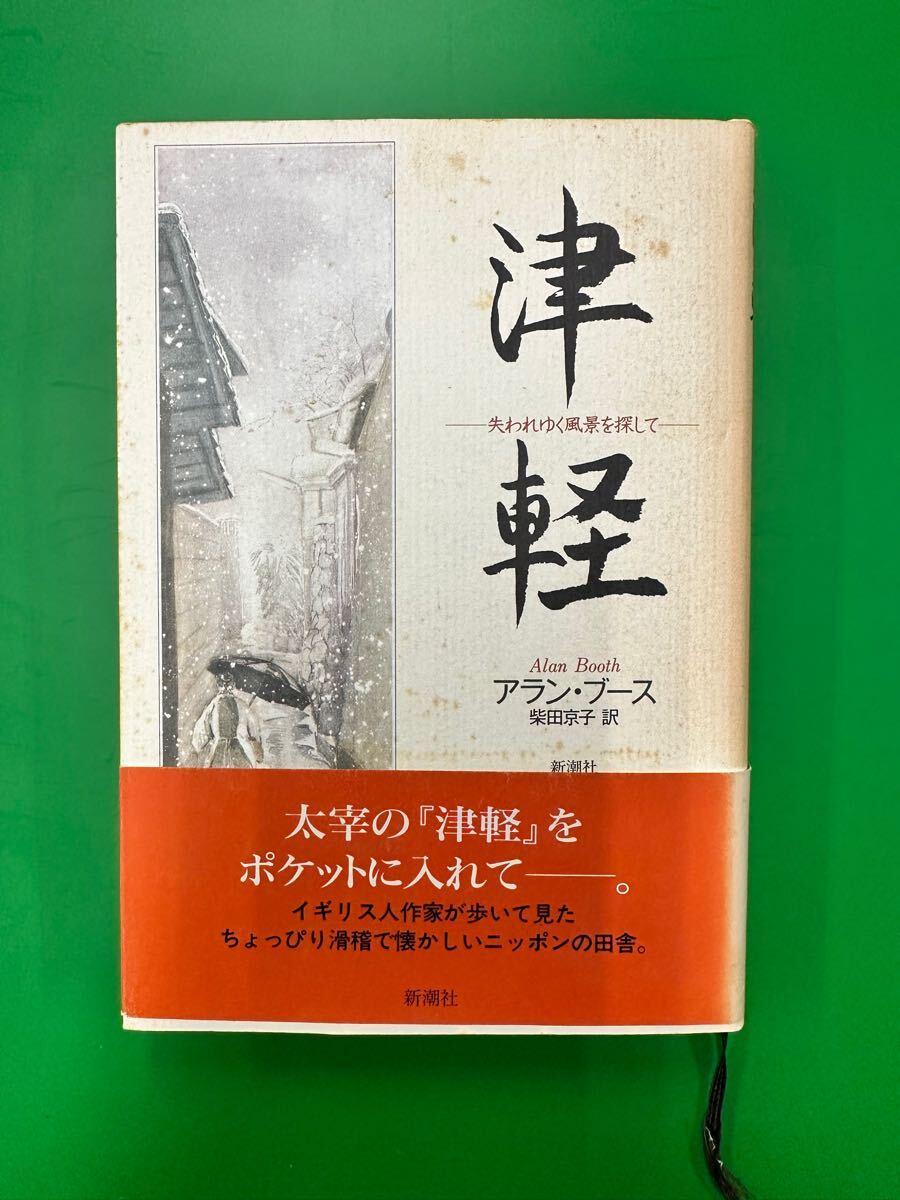 津軽
失われゆく風景を探して
Alan Booth
アラン・ブース
柴田京子 訳
新潮社
太宰の『津軽』を
ポケットに入れて――。
イギリス人作家が歩いて見た
ちょっぴり滑稽で懐かしいニッポンの田舎。
新潮社